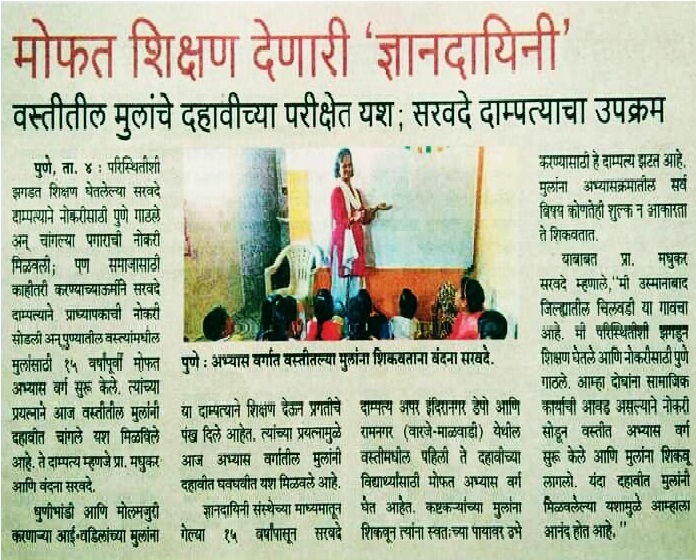 मोफत शिक्षण देणारी ‘ज्ञानदायिनी’
वस्तीतील मुलांचे दहावीच्या परीक्षेत यश; सरवदे दाम्पत्याचा उपक्रम
पुणे, ता. ४ : परिस्थितीशी
झगडत शिक्षण घेतलेल्या सरवदे
दाम्पत्याने नोकरीसाठी पुणे गाठले
अन् चांगल्या पगाराची नोकरी
मिळवली; पण समाजासाठी
काहीतरी करण्याच्याऊर्मीने सरवदे
दाम्पत्याने प्राध्यापकाची नोकरी
सोडली अन् पुण्यातील वस्त्यांमधील
मुलांसाठी १५ वर्षांपूर्वी मोफत
अभ्यास वर्ग सुरू केले. त्यांच्या
प्रयत्नाने आज वस्तीतील मुलांनी
दहावीत चांगले यश मिळविले
आहे. ते दाम्पत्य म्हणजे प्रा. मधुकर
आणि वंदना सरवदे.
धुणीभांडी आणि मोलमजुरी
करणाऱ्या आई-वडिलांच्या मुलांना
पुणे : अभ्यास वर्गात वस्तीतल्या मुलांना शिकवताना वंदना सरवदे.
या दाम्पत्याने शिक्षण देऊन प्रगतीचे
पंख दिले आहेत. त्यांच्या प्रयत्नामुळे
आज अभ्यास वर्गातील मुलांनी
दहावीत घवघवीत यश मिळवले आहे.
ज्ञानदायिनी संस्थेच्या माध्यमातून
गेल्या १५ वर्षांपासून सरवदे
दाम्पत्य अपर इंदिरानगर डेपो आणि
रामनगर (वारजे-माळवाडी) येथील
वस्तीमधील पहिली ते दहावीच्या
विद्यार्थ्यांसाठी मोफत अभ्यास वर्ग
घेत आहेत. कष्टकऱ्यांच्या मुलांना
शिकवून त्यांना स्वतःच्या पायावर उभे
करण्यासाठी हे दाम्पत्य झटत आहे.
मुलांना अभ्यासक्रमातील सर्व
विषय कोणतेही शुल्क न आकारता
ते शिकवतात.
याबाबत प्रा. मधुकर
सरवदे म्हणाले,"मी उस्मानाबाद
जिल्ह्यातील चिलवडी या गावचा
आहे. मी परिस्थितीशी झगडून
शिक्षण घेतले आणि नोकरीसाठी पुणे
गाठले. आम्हा दोघांना सामाजिक
कार्याची आवड असल्याने नोकरी
सोडून वस्तीत अभ्यास वर्ग
सुरू केले आणि मुलांना शिकवू
लागलो. यंदा दहावीत मुलांनी
मिळवलेल्या यशामुळे आम्हाला
आनंद होत आहे."